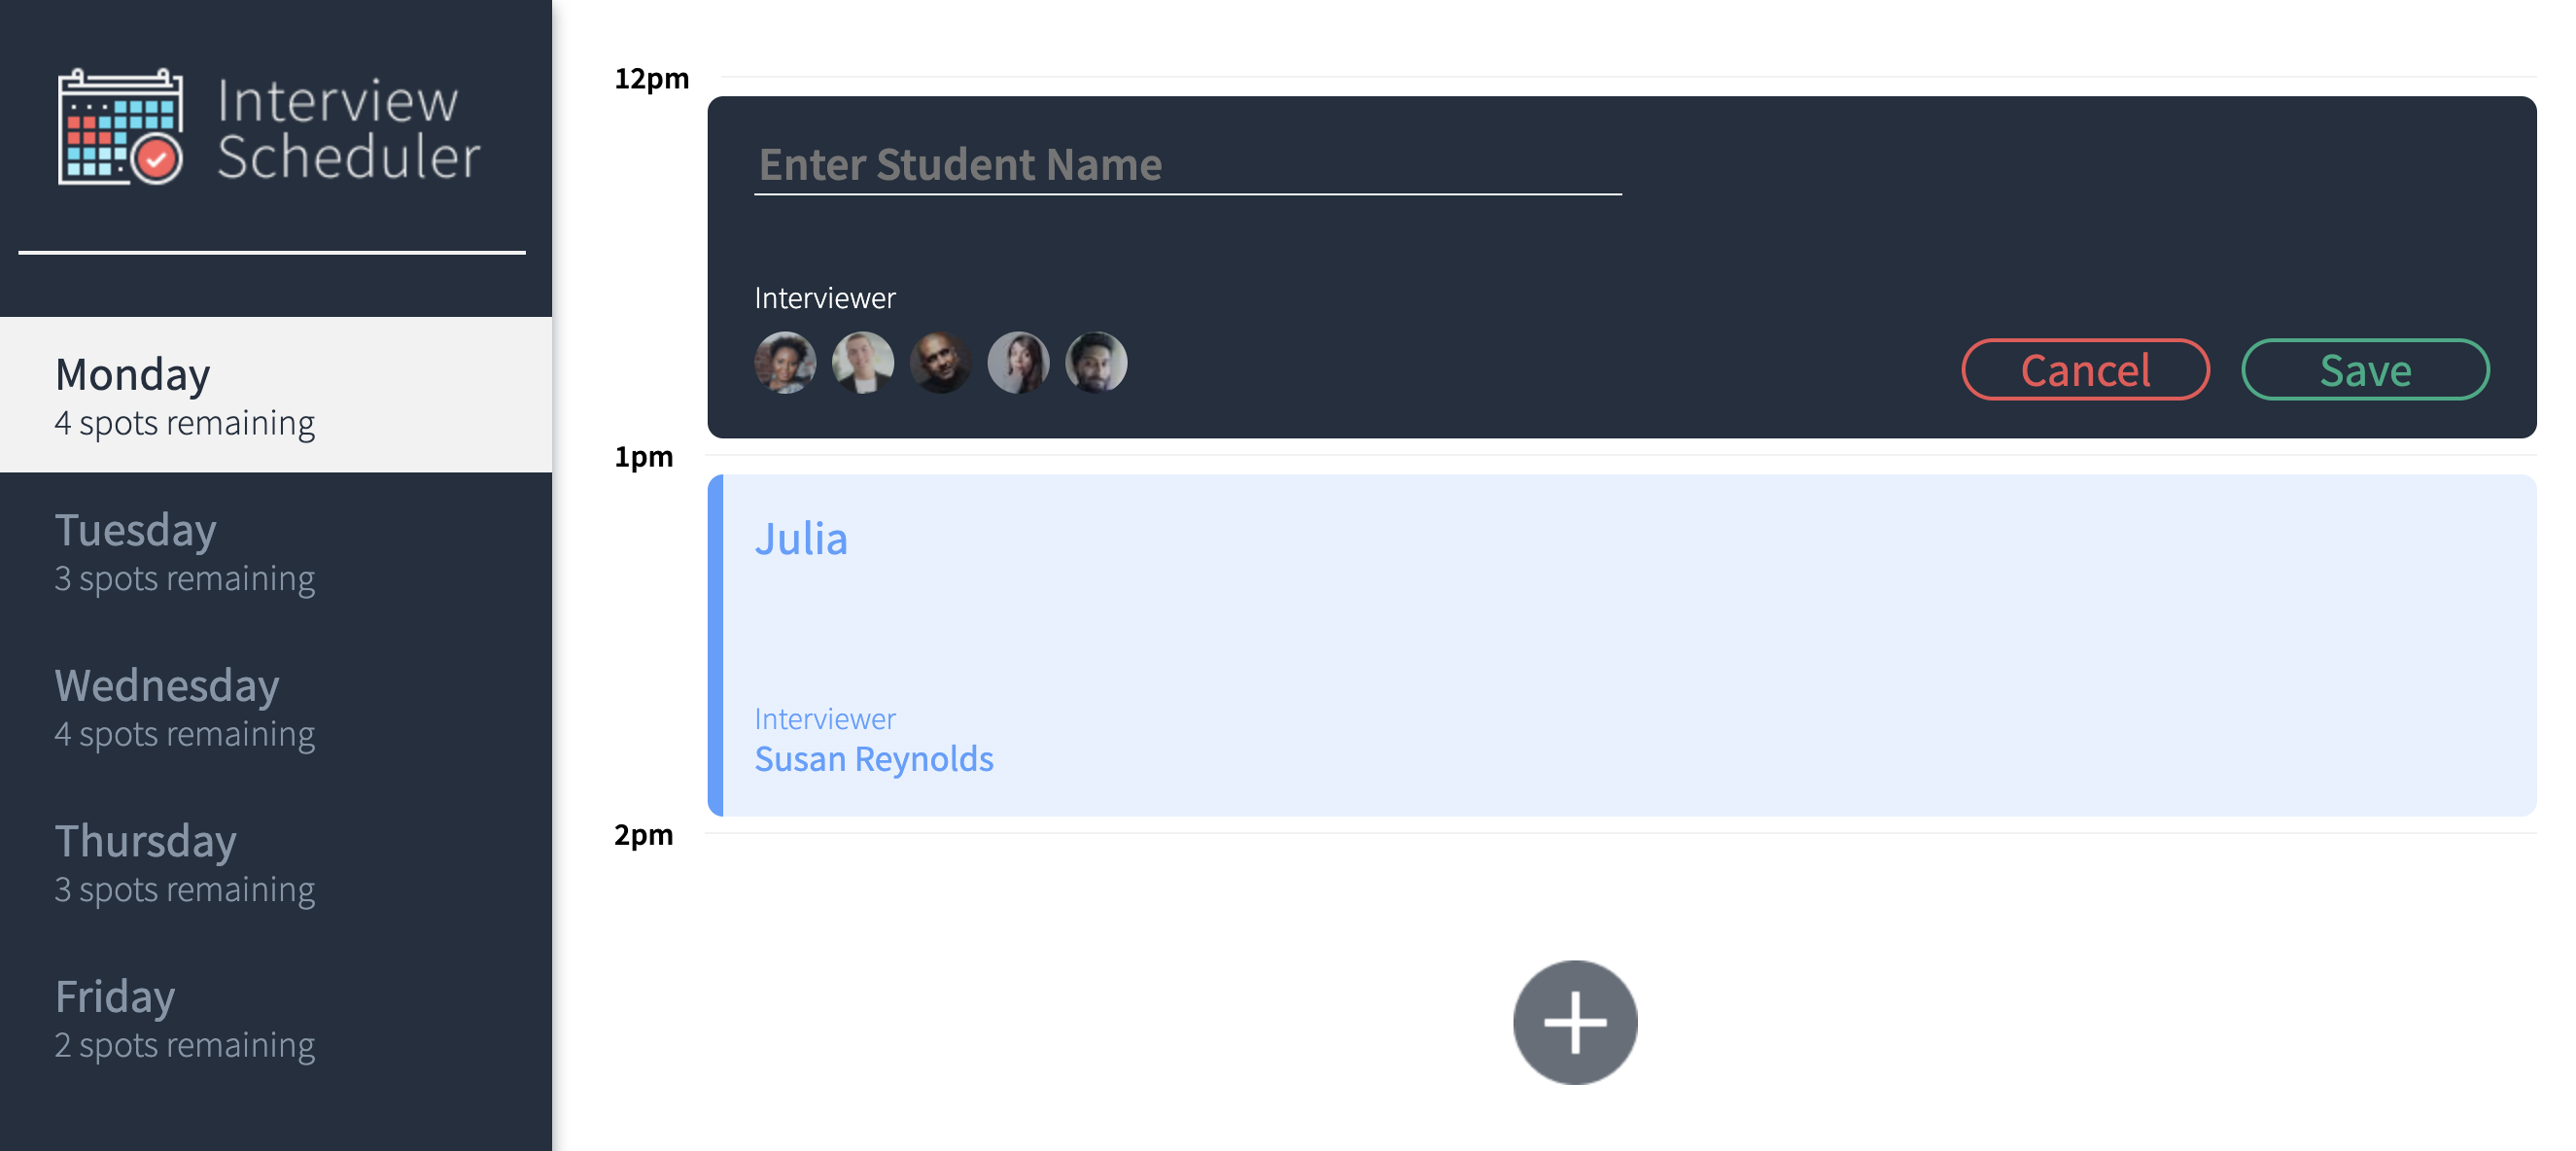 Interview
Scheduler
Monday
4 spots remaining
Tuesday
3 spots remaining
Wednesday
4 spots remaining
Thursday
3 spots remaining
Friday
2 spots remaining
12pm
Enter Student Name
Interviewer
Cancel
Save
1pm
Julia
Interviewer
Susan Reynolds
2pm